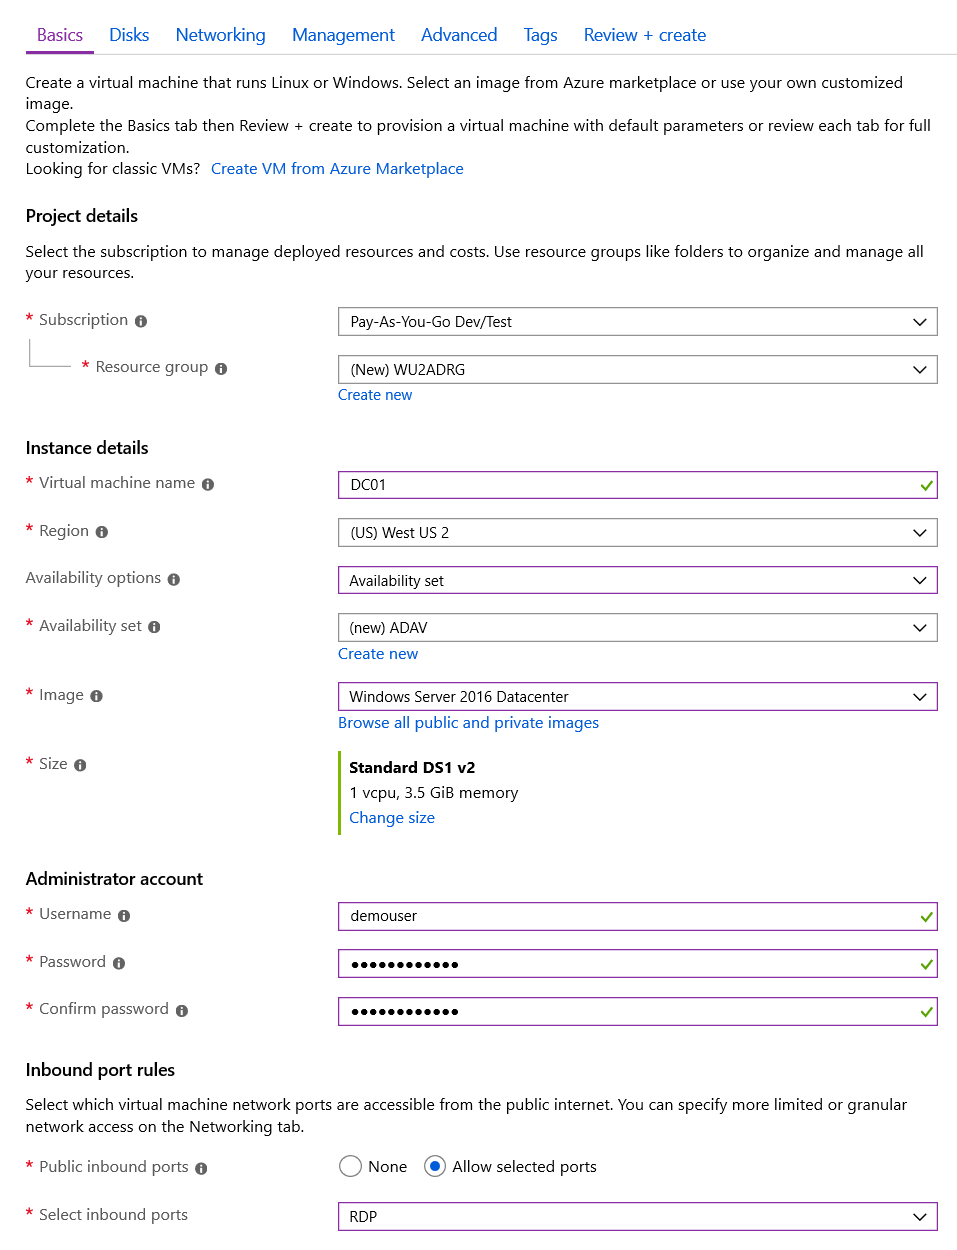 Basics Disks Networking Management Advanced Tags Review + create
Create a virtual machine that runs Linux or Windows. Select an image from Azure marketplace or use your own customized
image.
Complete the Basics tab then Review + create to provision a virtual machine with default parameters or review each tab for full
customization.
Looking for classic VMs? Create VM from Azure Marketplace
Project details
Select the subscription to manage deployed resources and costs. Use resource groups like folders to organize and manage all
your resources.
* Subscription Pay-As-You-Go Dev/Test
* Resource group (New) WU2ADRG
Create new
Instance details
* Virtual machine name DC01
* Region (US) West US 2
Availability options Availability set
* Availability set (new) ADAV
Create new
* Image Windows Server 2016 Datacenter
Browse all public and private images
* Size Standard DS1 v2
1 vcpu, 3.5 GiB memory
Change size
Administrator account
* Username demouser
* Password ••••••••••••
* Confirm password ••••••••••••
Inbound port rules
Select which virtual machine network ports are accessible from the public internet. You can specify more limited or granular
network access on the Networking tab.
* Public inbound ports None Allow selected ports
* Select inbound ports RDP